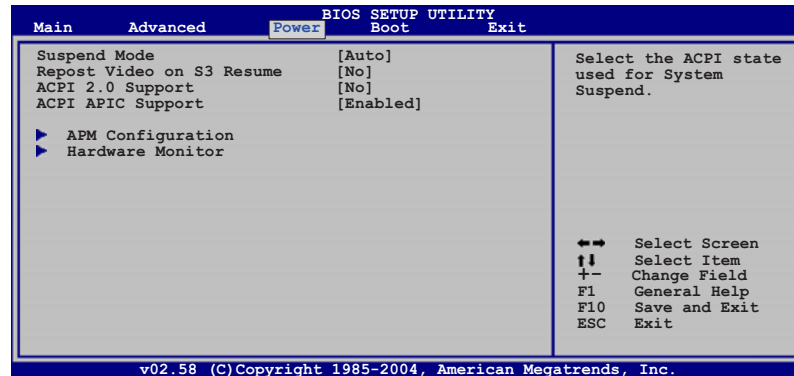 BIOS SETUP UTILITY
Main Advanced Power Boot Exit
Suspend Mode [Auto]
Repost Video on S3 Resume [No]
ACPI 2.0 Support [No]
ACPI APIC Support [Enabled]
APM Configuration
Hardware Monitor
Select the ACPI state
used for System
Suspend.
Select Screen
Select Item
+- Change Field
F1 General Help
F10 Save and Exit
ESC Exit
v02.58 (C)Copyright 1985-2004, American Megatrends, Inc.